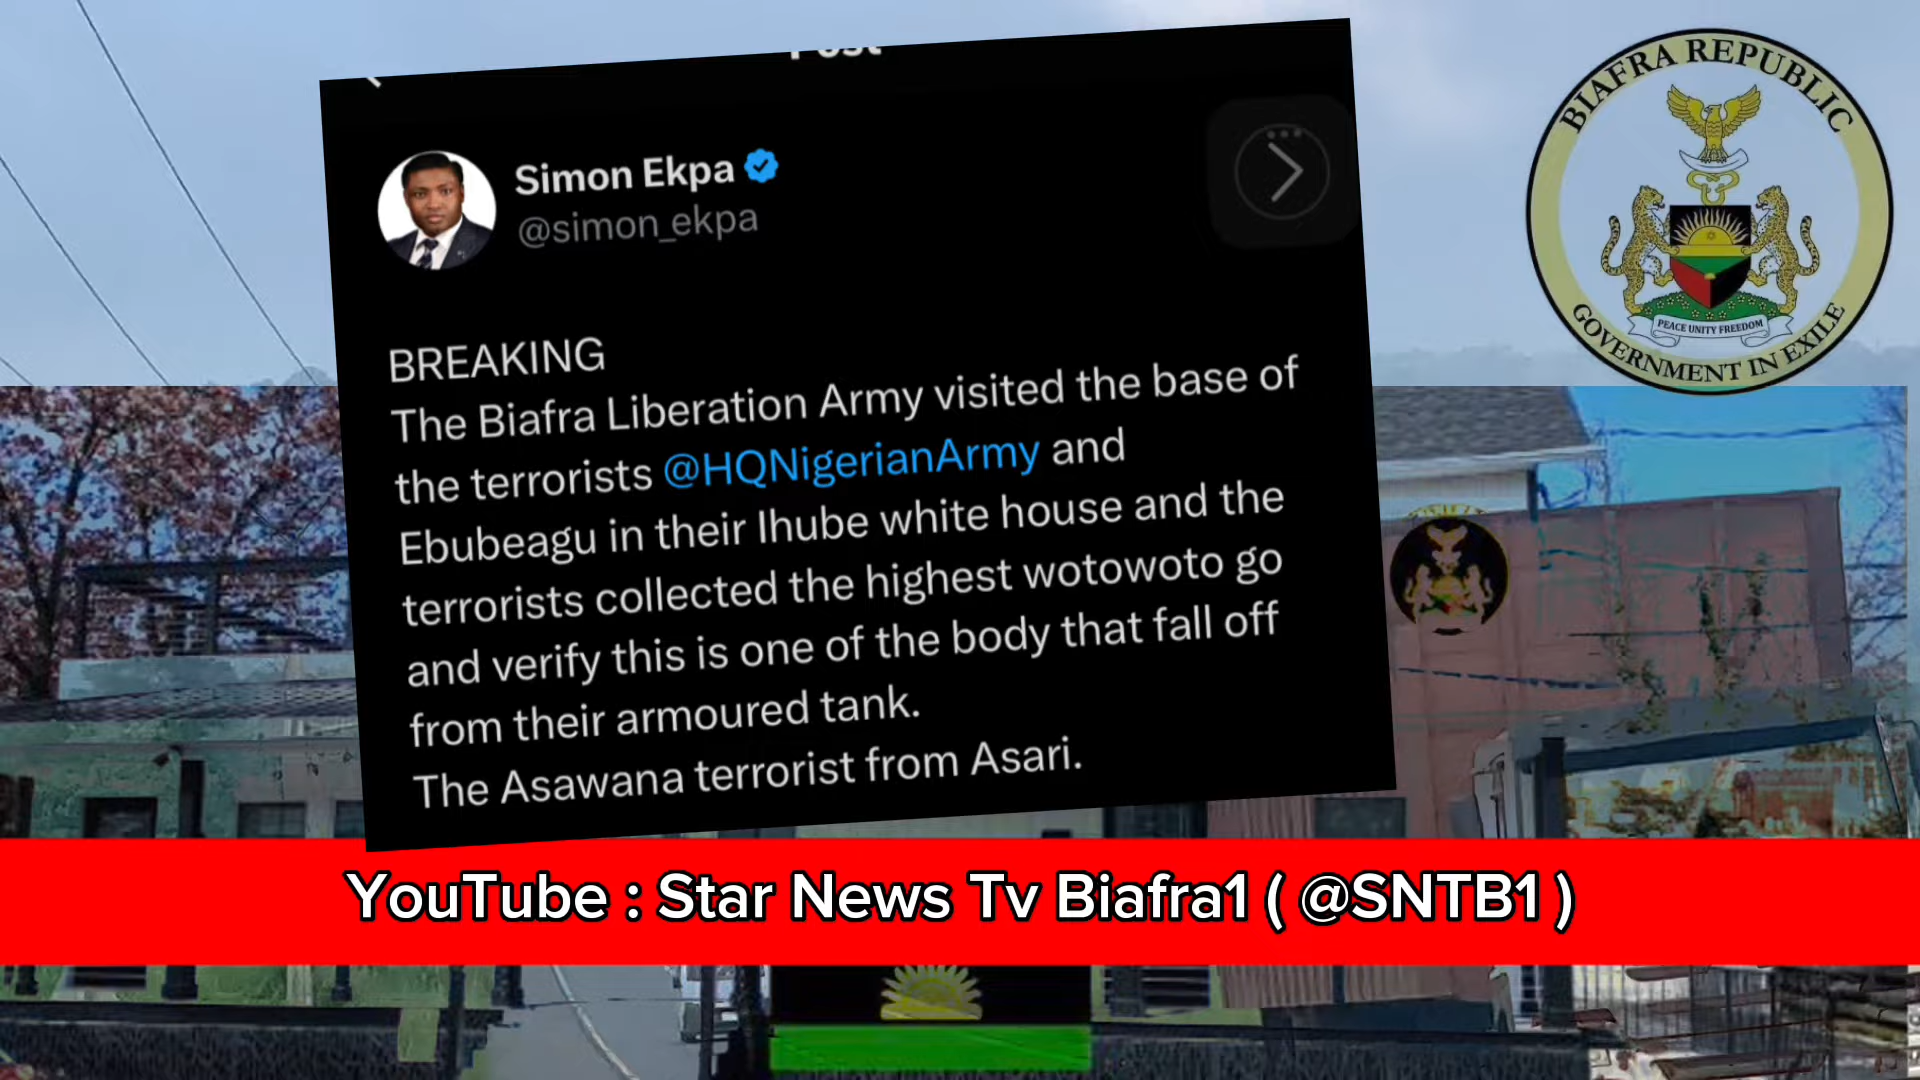 Post
Simon Ekpa
@simon_ekpa
BREAKING
The Biafra Liberation Army visited the base of
the terrorists @HQNigerianArmy and
Ebubeagu in their Ihube white house and the
terrorists collected the highest wotowoto go
and verify this is one of the body that fall off
from their armoured tank.
The Asawana terrorist from Asari.
BIAFRA REPUBLIC
PEACE UNITY FREEDOM
GOVERNMENT IN EXILE
YouTube : Star News Tv Biafra1 ( @SNTB1 )